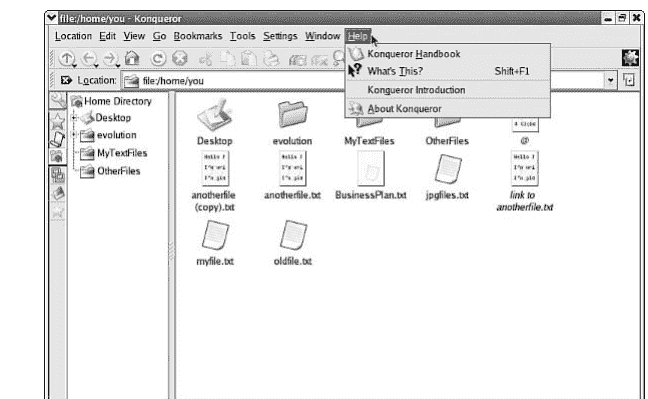 file:/home/you - Konqueror
Location Edit View Go Bookmarks Tools Settings Window Help
Konqueror Handbook
What's This? Shift+F1
Konqueror Introduction
About Konqueror
Location: file:/home/you
Home Directory
Desktop
evolution
MyTextFiles
OtherFiles
Desktop evolution MyTextFiles OtherFiles @
anotherfile (copy).txt
anotherfile.txt
BusinessPlan.txt
jpgfiles.txt
link to anotherfile.txt
myfile.txt oldfile.txt